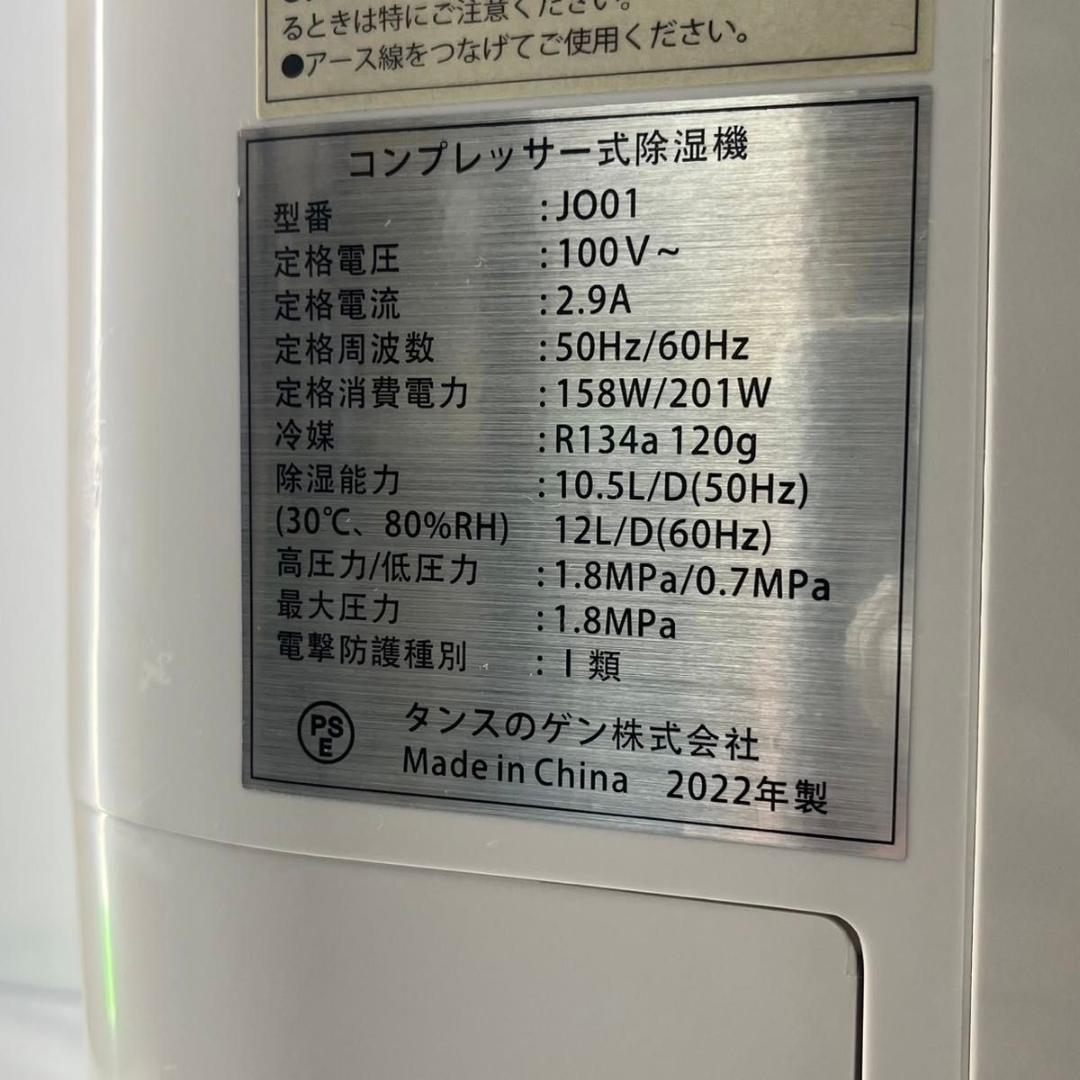 るときは特にご注意ください。
●アース線をつなげてご使用ください。
コンプレッサー式除湿機
型番 :JO01
定格電圧 :100V~
定格電流 :2.9A
定格周波数 :50Hz/60Hz
定格消費電力 :158W/201W
冷媒 :R134a 120g
除湿能力 :10.5L/D(50Hz)
(30℃、80%RH) 12L/D(60Hz)
高圧力/低圧力 :1.8MPa/0.7MPa
最大圧力 :1.8MPa
電撃防護種別 :I類
PSE タンスのゲン株式会社
Made in China 2022年製